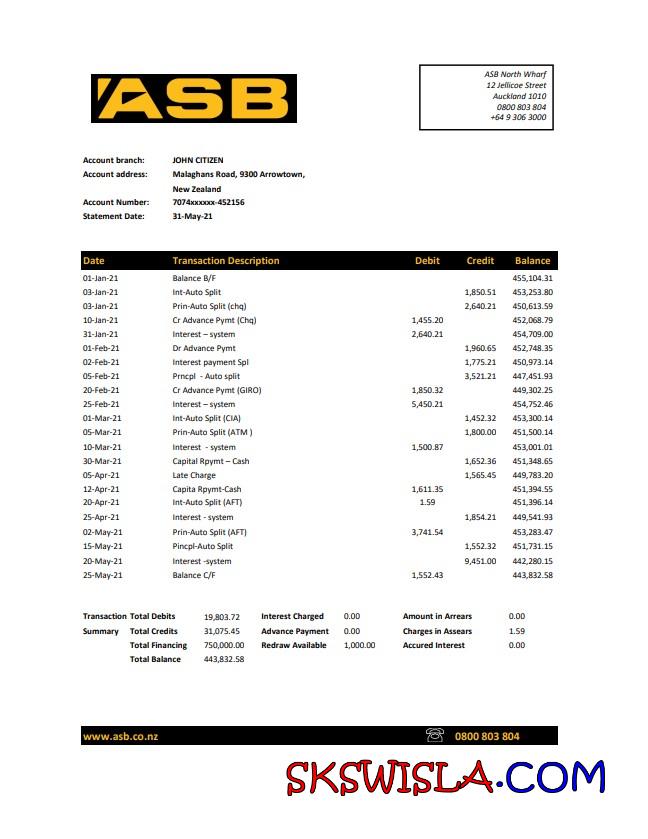 ASB
ASB North Wharf
12 Jellicoe Street
Auckland 1010
0800 803 804
+64 9 306 3000
Account branch: JOHN CITIZEN
Account address: Malaghans Road, 9300 Arrowtown,
New Zealand
Account Number: 7074xxxxxx-452156
Statement Date: 31-May-21
Date Transaction Description Debit Credit Balance
01-Jan-21 Balance B/F 455,104.31
03-Jan-21 Int-Auto Split 1,850.51 453,253.80
03-Jan-21 Prin-Auto Split (chq) 2,640.21 450,613.59
10-Jan-21 Cr Advance Pymt (Chq) 1,455.20 452,068.79
31-Jan-21 Interest – system 2,640.21 454,709.00
01-Feb-21 Dr Advance Pymt 1,960.65 452,748.35
02-Feb-21 Interest payment Spl 1,775.21 450,973.14
05-Feb-21 Prncpl - Auto split 3,521.21 447,451.93
20-Feb-21 Cr Advance Pymt (GIRO) 1,850.32 449,302.25
25-Feb-21 Interest – system 5,450.21 454,752.46
01-Mar-21 Int-Auto Split (CIA) 1,452.32 453,300.14
05-Mar-21 Prin-Auto Split (ATM ) 1,800.00 451,500.14
10-Mar-21 Interest - system 1,500.87 453,001.01
30-Mar-21 Capital Rpymt – Cash 1,652.36 451,348.65
05-Apr-21 Late Charge 1,565.45 449,783.20
12-Apr-21 Capita Rpymt-Cash 1,611.35 451,394.55
20-Apr-21 Int-Auto Split (AFT) 1.59 451,396.14
25-Apr-21 Interest - system 1,854.21 449,541.93
02-May-21 Prin-Auto Split (AFT) 3,741.54 453,283.47
15-May-21 Pincpl-Auto Split 1,552.32 451,731.15
20-May-21 Interest -system 9,451.00 442,280.15
25-May-21 Balance C/F 1,552.43 443,832.58
Transaction Total Debits 19,803.72 Interest Charged 0.00 Amount in Arrears 0.00
Summary Total Credits 31,075.45 Advance Payment 0.00 Charges in Assears 1.59
Total Financing 750,000.00 Redraw Available 1,000.00 Accured Interest 0.00
Total Balance 443,832.58
www.asb.co.nz 0800 803 804
SKSWISLA.COM